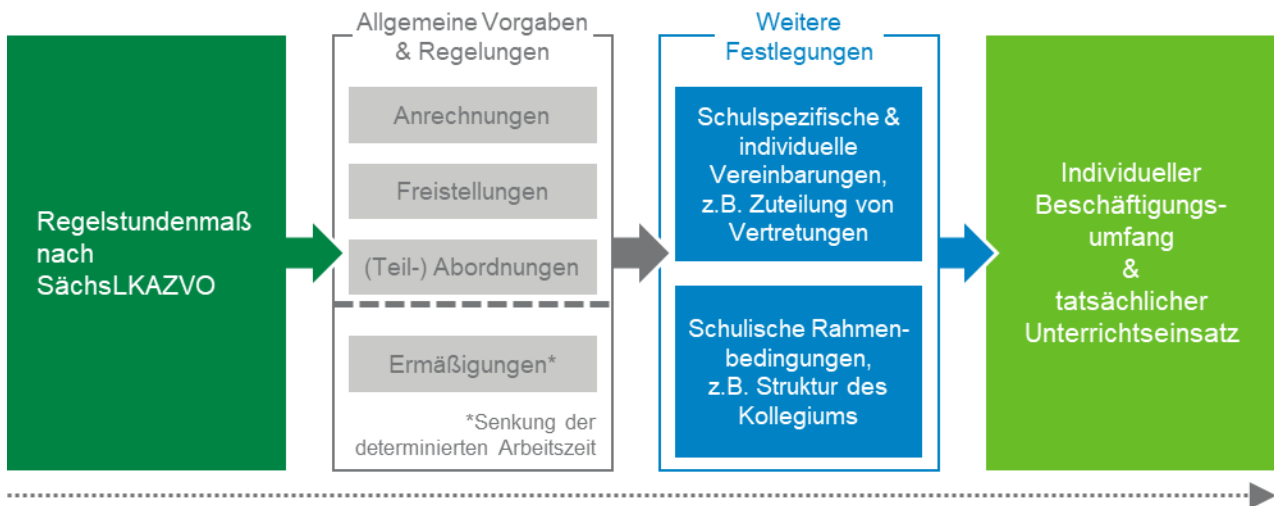 Regelstundenmaß
nach
SächsLKAZVO
Allgemeine Vorgaben
& Regelungen
Anrechnungen
Freistellungen
(Teil-) Abordnungen
Ermäßigungen*
*Senkung der
determinierten Arbeitszeit
Weitere
Festlegungen
Schulspezifische &
individuelle
Vereinbarungen,
z.B. Zuteilung von
Vertretungen
Schulische Rahmen-
bedingungen,
z.B. Struktur des
Kollegiums
Individueller
Beschäftigungs-
umfang
&
tatsächlicher
Unterrichtseinsatz